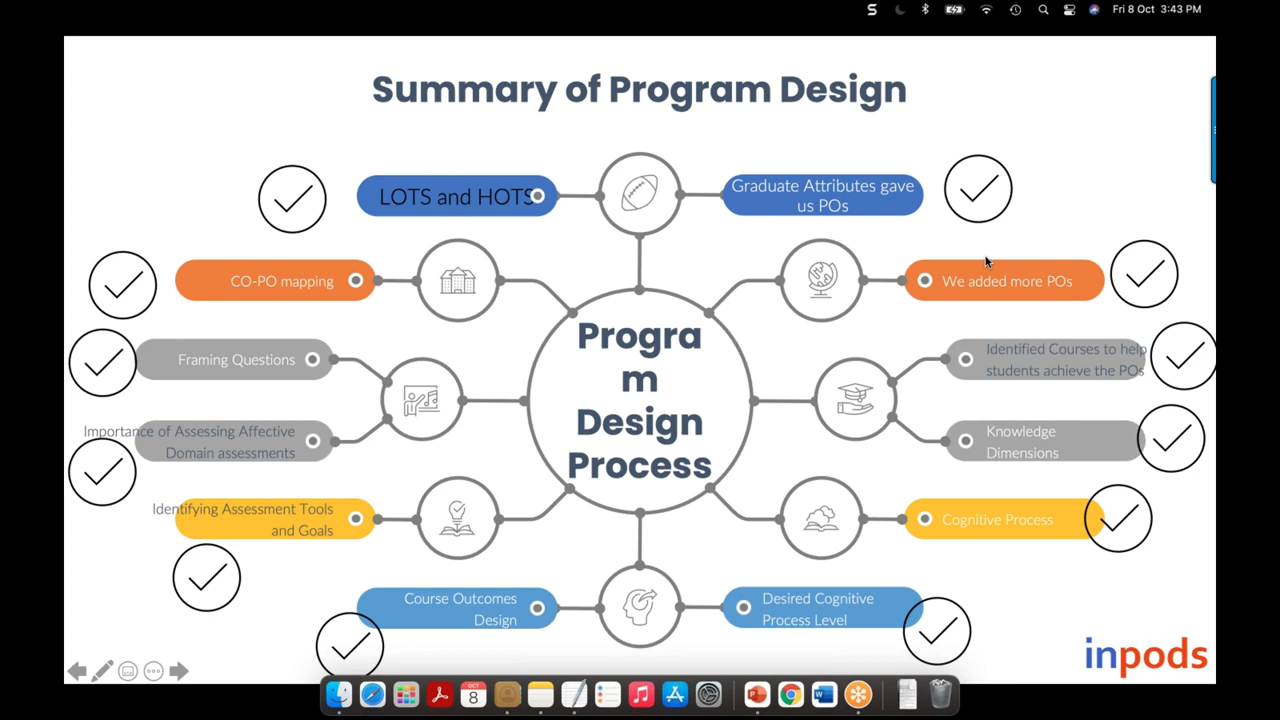 Fri 8 Oct 3:43 PM
Summary of Program Design
LOTS and HOTS
Graduate Attributes gave
us POs
CO-PO mapping
We added more POs
Framing Questions
Identified Courses to help
students achieve the POs
Progra
m
Design
Process
Importance of Assessing Affective
Domain assessments
Knowledge
Dimensions
Identifying Assessment Tools
and Goals
Cognitive Process
Course Outcomes
Design
Desired Cognitive
Process Level
inpods
OCT
8